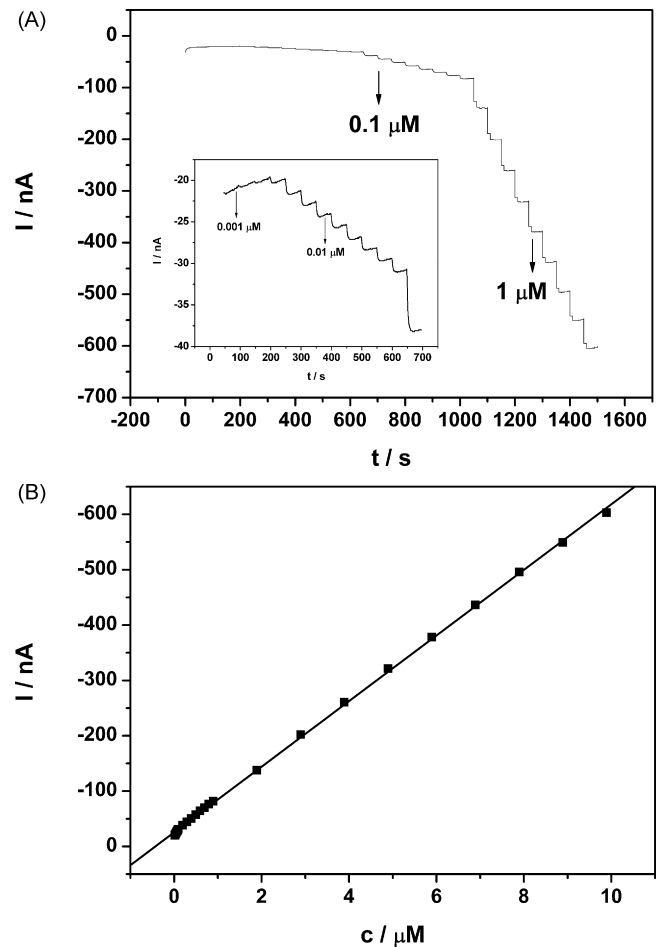 (A)
0
-100
-200
-300
-400
-500
-600
-700
I / nA
0.1 μM
1 μM
-20
-25
-30
-35
-40
I / nA
0.001 μM
0.01 μM
0 100 200 300 400 500 600 700
t / s
-200 0 200 400 600 800 1000 1200 1400 1600
t / s
(B)
-600
-500
-400
-300
-200
-100
0
I / nA
0 2 4 6 8 10
c / μM